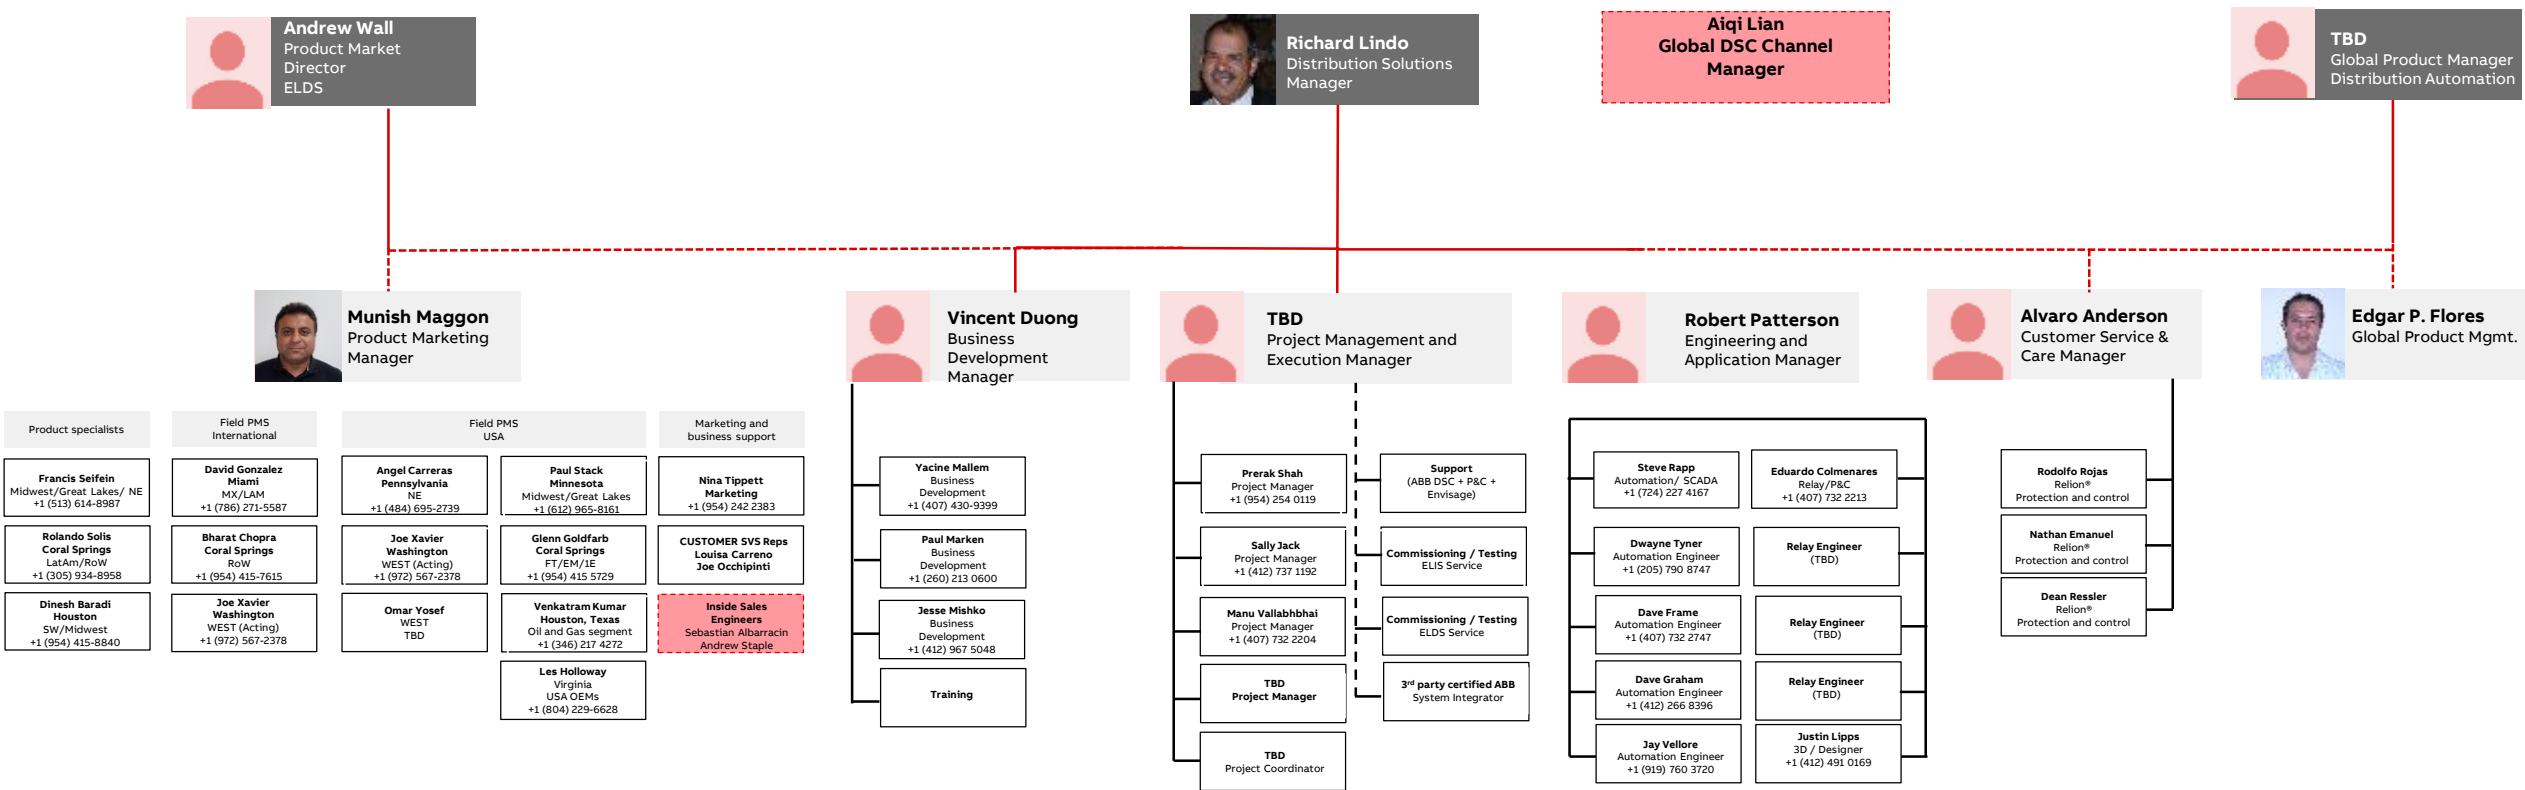 Andrew Wall
Product Market
Director
ELDS
Richard Lindo
Distribution Solutions
Manager
Aiqi Lian
Global DSC Channel
Manager
TBD
Global Product Manager
Distribution Automation
Munish Maggon
Product Marketing
Manager
Vincent Duong
Business
Development
Manager
TBD
Project Management and
Execution Manager
Robert Patterson
Engineering and
Application Manager
Alvaro Anderson
Customer Service &
Care Manager
Edgar P. Flores
Global Product Mgmt.
Product specialists
Francis Seifein
Midwest/Great Lakes/ NE
+1 (513) 614-8987
Rolando Solis
Coral Springs
LatAm/RoW
+1 (305) 934-8958
Dinesh Baradi
Houston
SW/Midwest
+1 (954) 415-8840
Field PMS
International
David Gonzalez
Miami
MX/LAM
+1 (786) 271-5587
Bharat Chopra
Coral Springs
RoW
+1 (954) 415-7615
Joe Xavier
Washington
WEST (Acting)
+1 (972) 567-2378
Field PMS
USA
Angel Carreras
Pennsylvania
NE
+1 (484) 695-2739
Joe Xavier
Washington
WEST (Acting)
+1 (972) 567-2378
Omar Yosef
WEST
TBD
Paul Stack
Minnesota
Midwest/Great Lakes
+1 (612) 965-8161
Glenn Goldfarb
Coral Springs
FT/EM/1E
+1 (954) 415 5729
Venkatram Kumar
Houston, Texas
Oil and Gas segment
+1 (346) 217 4272
Les Holloway
Virginia
USA OEMs
+1 (804) 229-6628
Marketing and
business support
Nina Tippett
Marketing
+1 (954) 242 2383
CUSTOMER SVS Reps
Louisa Carreno
Joe Occhipinti
Inside Sales
Engineers
Sebastian Albarracin
Andrew Staple
Yacine Mallem
Business
Development
+1 (407) 430-9399
Paul Marken
Business
Development
+1 (260) 213 0600
Jesse Mishko
Business
Development
+1 (412) 967 5048
Training
Prerak Shah
Project Manager
+1 (954) 254 0119
Sally Jack
Project Manager
+1 (412) 737 1192
Manu Vallabhbhai
Project Manager
+1 (407) 732 2204
TBD
Project Manager
TBD
Project Coordinator
Support
(ABB DSC + P&C +
Envisage)
Commissioning / Testing
ELIS Service
Commissioning / Testing
ELDS Service
3rd party certified ABB
System Integrator
Steve Rapp
Automation/ SCADA
+1 (724) 227 4167
Dwayne Tyner
Automation Engineer
+1 (205) 790 8747
Dave Frame
Automation Engineer
+1 (407) 732 2747
Dave Graham
Automation Engineer
+1 (412) 266 8396
Jay Vellore
Automation Engineer
+1 (919) 760 3720
Eduardo Colmenares
Relay/P&C
+1 (407) 732 2213
Relay Engineer
(TBD)
Relay Engineer
(TBD)
Relay Engineer
(TBD)
Justin Lipps
3D / Designer
+1 (412) 491 0169
Rodolfo Rojas
Relion®
Protection and control
Nathan Emanuel
Relion®
Protection and control
Dean Ressler
Relion®
Protection and control